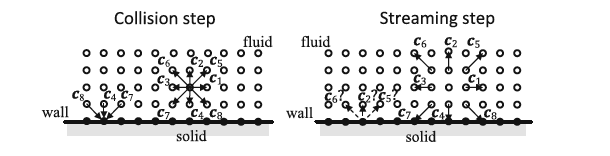 Collision step
Streaming step
fluid
fluid
c6 c2 c5
c3 c1
c7 c4 c8
c8 c4 c7
wall
solid
c6 c2 c5
c3 c1
c6? c2? c5?
c7 c4 c8
wall
solid